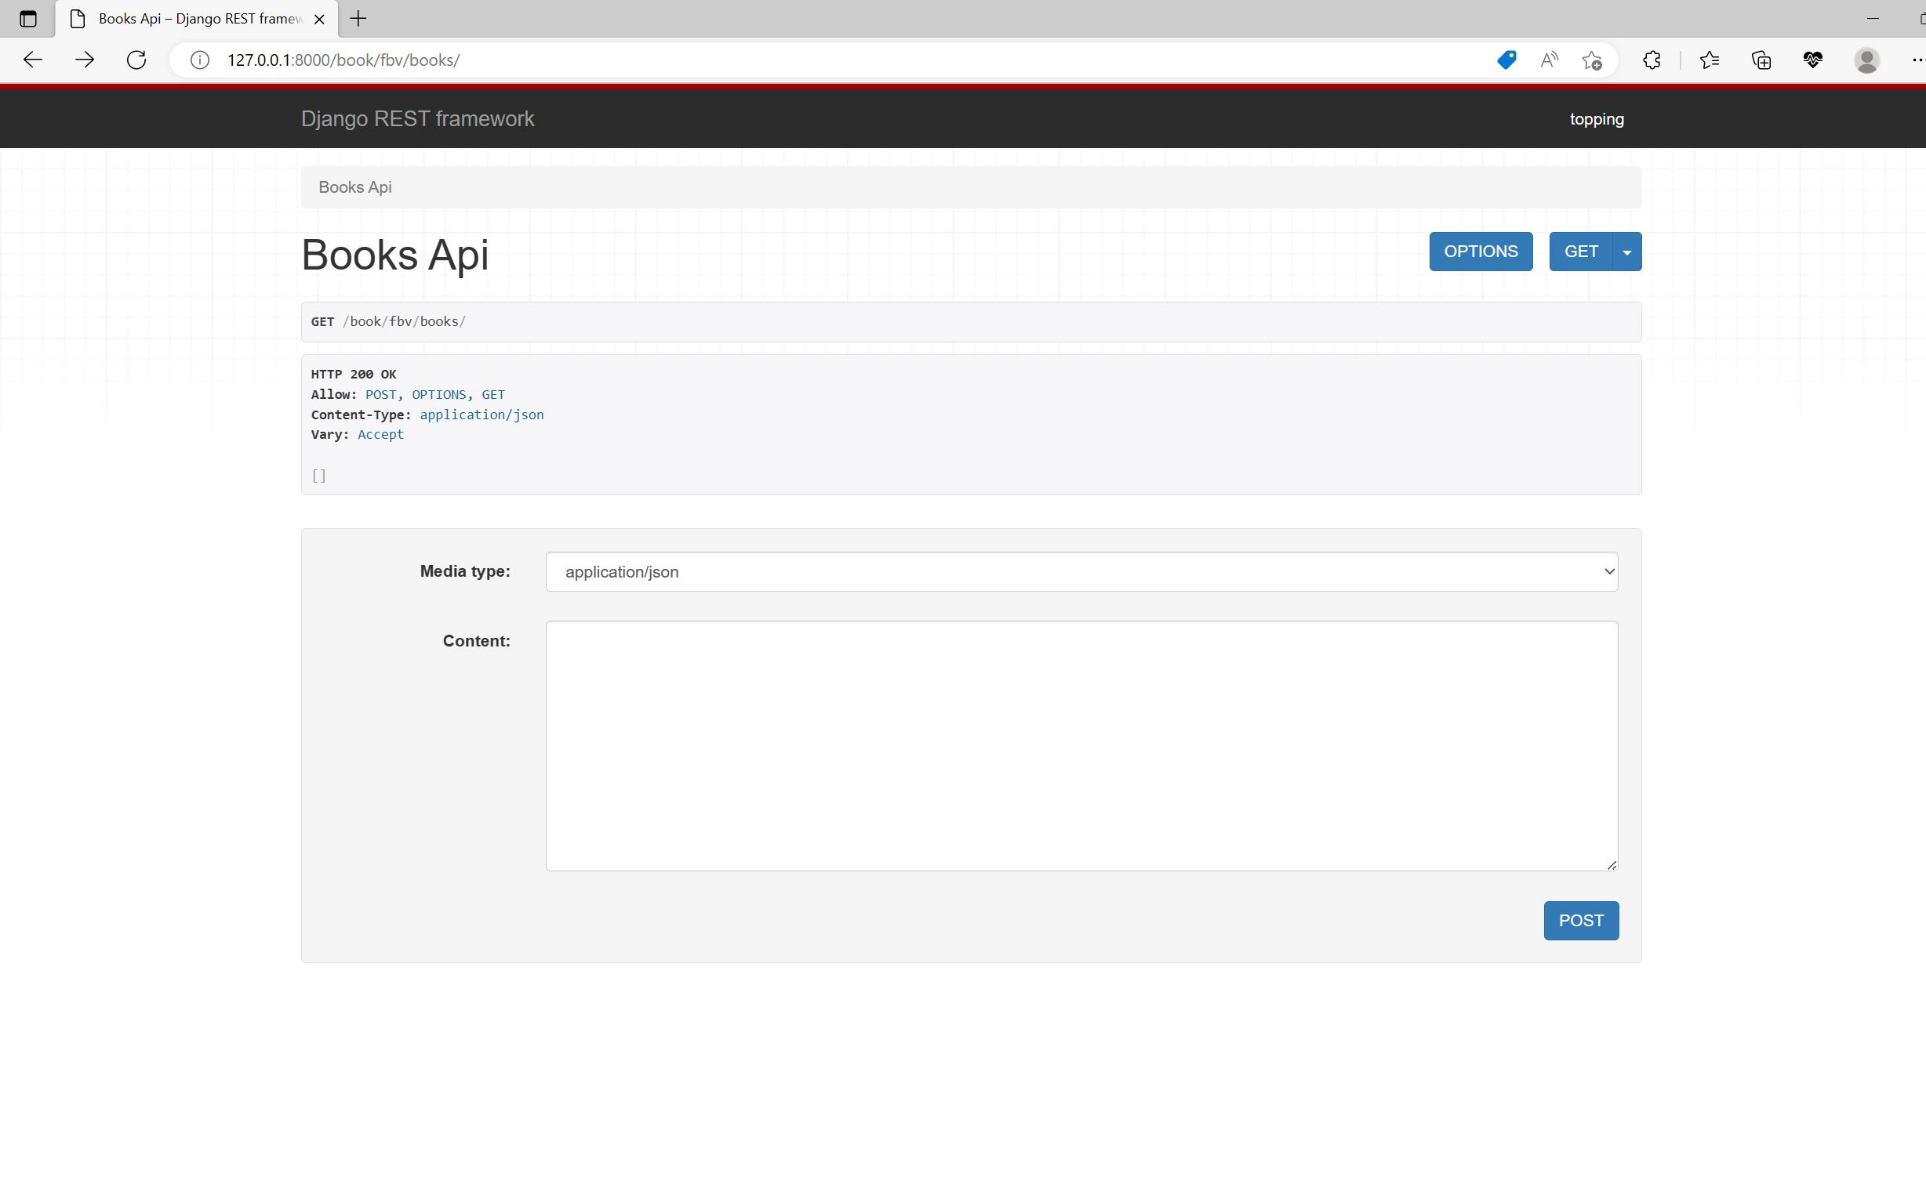 Books Api – Django REST framew
127.0.0.1:8000/book/fbv/books/
Django REST framework
topping
Books Api
Books Api
OPTIONS
GET
GET /book/fbv/books/
HTTP 200 OK
Allow: POST, OPTIONS, GET
Content-Type: application/json
Vary: Accept
[]
Media type:
application/json
Content:
POST